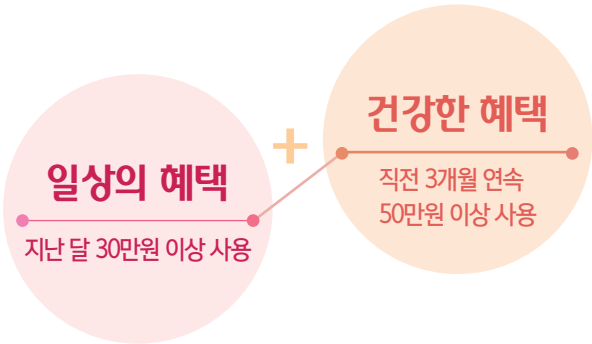 일상의 혜택
지난 달 30만원 이상 사용
+
건강한 혜택
직전 3개월 연속
50만원 이상 사용